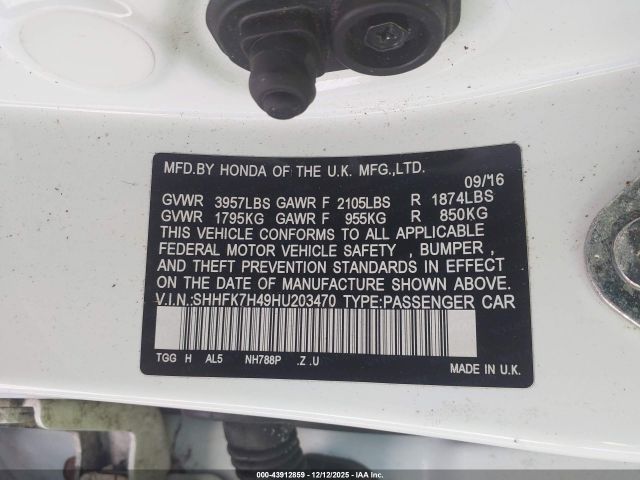 MFD.BY HONDA OF THE U.K. MFG.,LTD.
09/'16
GVWR 3957LBS GAWR F 2105LBS R 1874LBS
GVWR 1795KG GAWR F 955KG R 850KG
THIS VEHICLE CONFORMS TO ALL APPLICABLE
FEDERAL MOTOR VEHICLE SAFETY , BUMPER ,
AND THEFT PREVENTION STANDARDS IN EFFECT
ON THE DATE OF MANUFACTURE SHOWN ABOVE.
V.I.N.:SHHFK7H49HU203470 TYPE:PASSENGER CAR
TGG H AL5 NH788P .Z .U
MADE IN U.K.
000-43912859 - 12/12/2025 - IAAI.COM